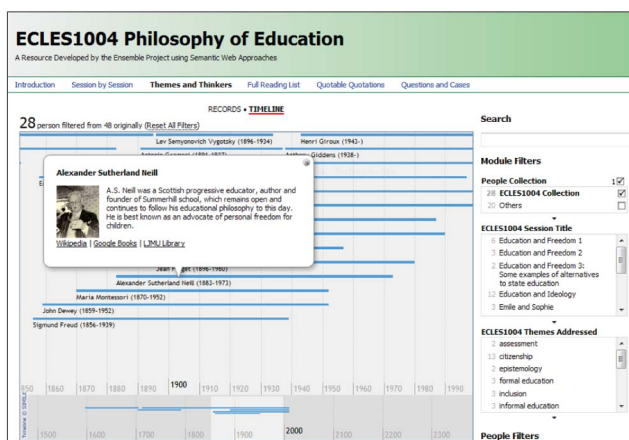 ECLES1004 Philosophy of Education
A Resource Developed by the Ensemble Project using Semantic Web Approaches
Introduction Session by Session Themes and Thinkers Full Reading List Quotable Quotations Questions and Cases
RECORDS • TIMELINE
28 person filtered from 48 originally (Reset All Filters)
Lev Semyonovich Vygotsky (1896-1934) Henri Giroux (1943-)
Giddens (1938-)
Alexander Sutherland Neill
A.S. Neill was a Scottish progressive educator, author and
founder of Summerhill school, which remains open and
continues to follow his educational philosophy to this day.
He is best known as an advocate of personal freedom for
children.
Wikipedia | Google Books | LJMU Library
Jean (1896-1980)
Alexander Sutherland Neill (1883-1973)
Maria Montessori (1870-1952)
John Dewey (1859-1952)
Sigmund Freud (1856-1939)
850 1860 1870 1880 1890 1900 1910 1920 1930 1940 1950 1960 1970 1980 1990
Timeline © SIMILE
1500 1600 1700 1800 1900 2000 2100 2200 2300
Search
Module Filters
People Collection 1
28 ECLES1004 Collection
20 Others
ECLES1004 Session Title
6 Education and Freedom 1
3 Education and Freedom 2
2 Education and Freedom 3:
Some examples of alternatives
to state education
12 Education and Ideology
3 Emile and Sophie
ECLES1004 Themes Addressed
2 assessment
13 citizenship
2 epistemology
3 formal education
3 inclusion
3 informal education
People Filters